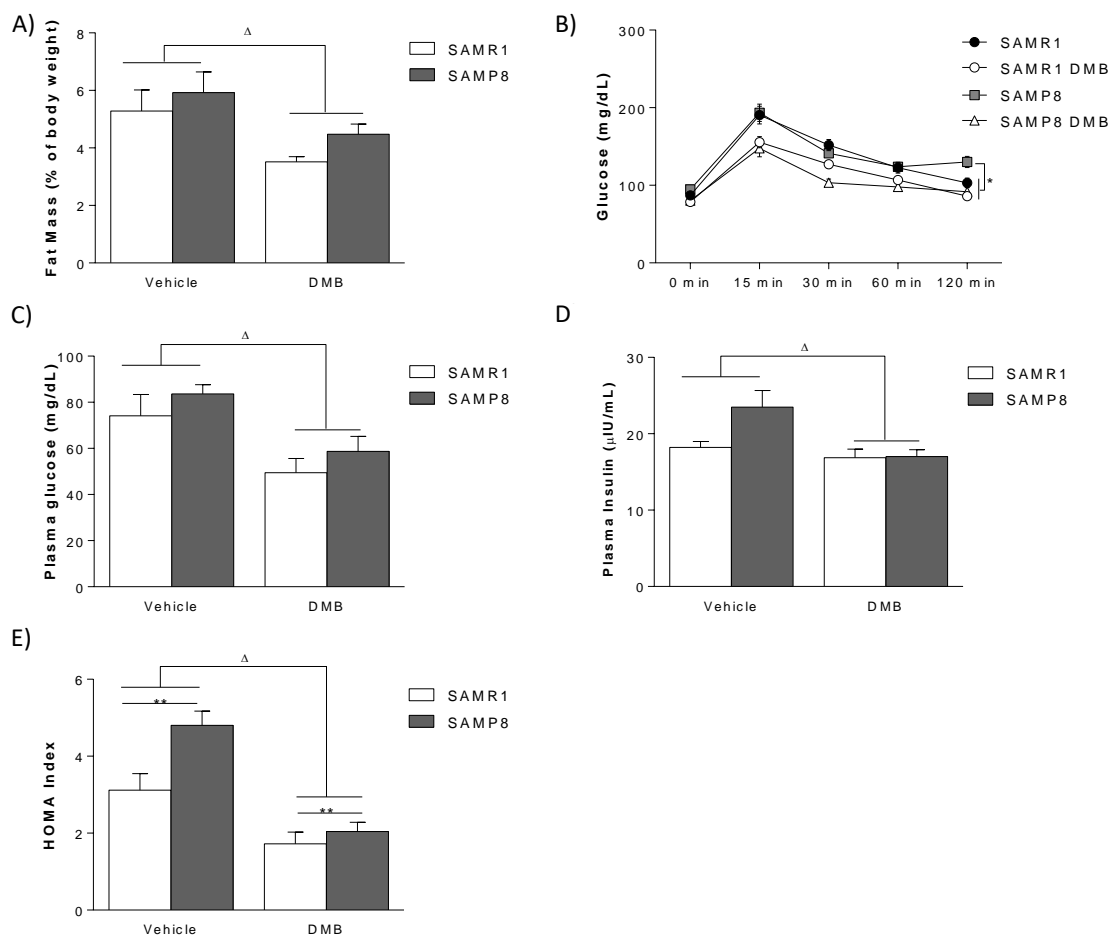 A)
Fat Mass (% of body weight)
8
6
4
2
0
Δ
Vehicle
DMB
SAMR1
SAMP8
B)
Glucose (mg/dL)
300
200
100
0
0 min
15 min
30 min
60 min
120 min
*
SAMR1
SAMR1 DMB
SAMP8
SAMP8 DMB
C)
Plasma glucose (mg/dL)
100
80
60
40
20
0
Δ
Vehicle
DMB
SAMR1
SAMP8
D
Plasma Insulin (μIU/mL)
30
20
10
0
Δ
Vehicle
DMB
SAMR1
SAMP8
E)
HOMA Index
6
4
2
0
Δ
**
**
Vehicle
DMB
SAMR1
SAMP8